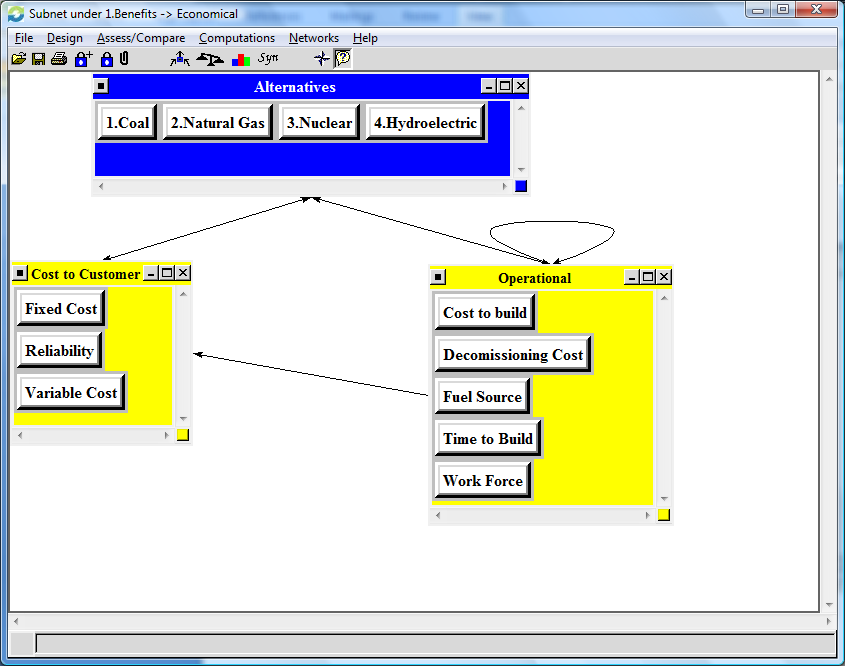 Subnet under 1.Benefits -> Economical
File Design Assess/Compare Computations Networks Help
Syn
Alternatives
1.Coal 2.Natural Gas 3.Nuclear 4.Hydroelectric
Cost to Customer
Fixed Cost
Reliability
Variable Cost
Operational
Cost to build
Decomissioning Cost
Fuel Source
Time to Build
Work Force